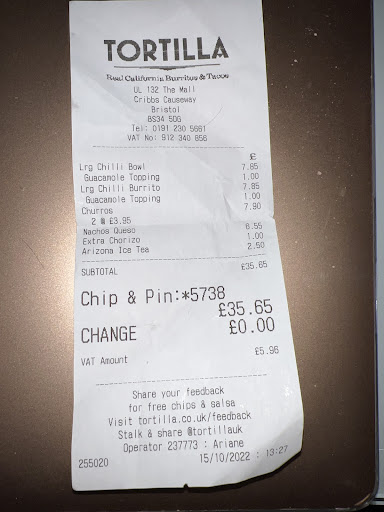 TORTILLA
Real California Burritos & Tacos
UL 132 The Mall
Cribbs Causeway
Bristol
BS34 5DG
Tel: 0191 230 5661
VAT No: 912 340 856
£
Lrg Chilli Bowl 7.85
Guacamole Topping 1.00
Lrg Chilli Burrito 7.85
Guacamole Topping 1.00
Churros 7.90
2 @ £3.95
Nachos Queso 6.55
Extra Chorizo 1.00
Arizona Ice Tea 2.50
SUBTOTAL £35.65
Chip & Pin:*5738
£35.65
CHANGE £0.00
VAT Amount £5.96
Share your feedback
for free chips & salsa
Visit tortilla.co.uk/feedback
Stalk & share @tortillauk
Operator 237773 : Ariane
255020 15/10/2022 : 13:27